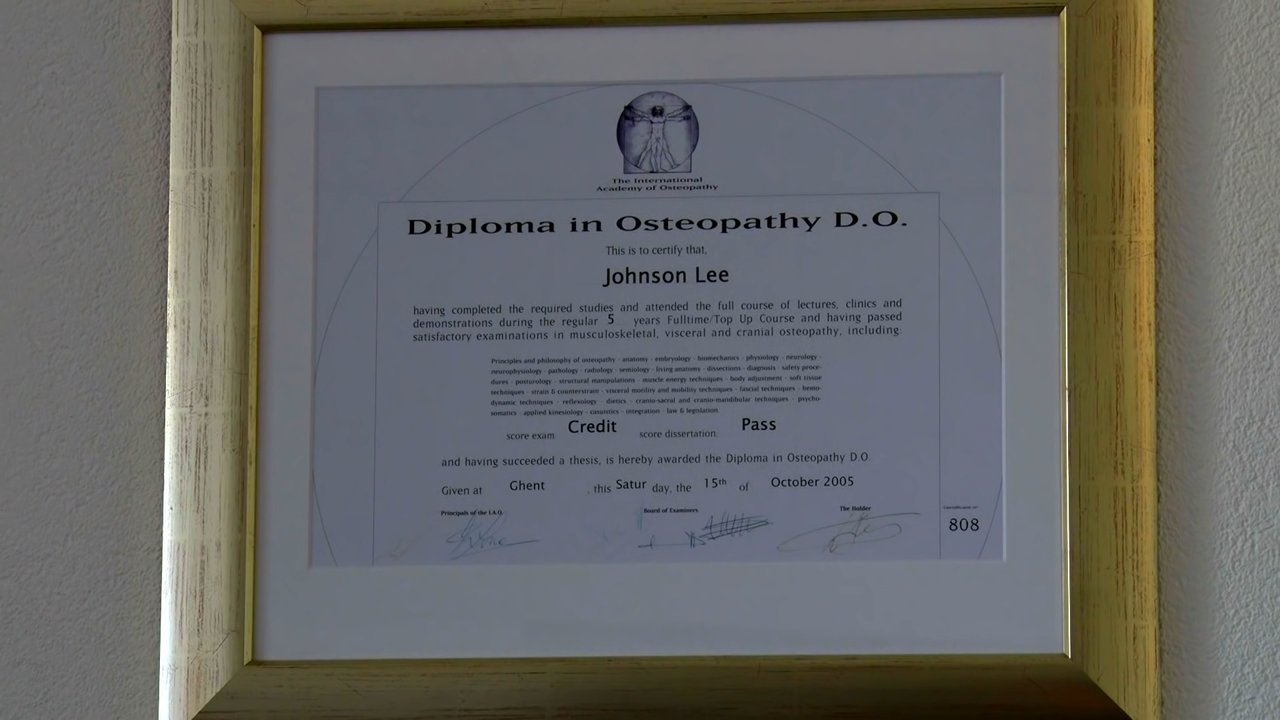 The International
Academy of Osteopathy
Diploma in Osteopathy D.O.
This is to certify that,
Johnson Lee
having completed the required studies and attended the full course of lectures, clinics and
demonstrations during the regular 5 years Fulltime/Top Up Course and having passed
satisfactory examinations in musculoskeletal, visceral and cranial osteopathy, including:
Principles and philosophy of osteopathy - anatomy - embryology - biomechanics - physiology - neurology -
neurophysiology - pathology - radiology - semiology - living anatomy - dissections - diagnosis - safety proce-
dures - posturology - structural manipulations - muscle energy techniques - body adjustment - soft tissue
techniques - strain & counterstrain - visceral motility and mobility techniques - fascial techniques - hemo-
dynamic techniques - reflexology - dietics - cranio-sacral and cranio-mandibular techniques - psycho-
somatics - applied kinesiology - casuistics - integration - law & legislation
score exam: Credit score dissertation: Pass
and having succeeded a thesis, is hereby awarded the Diploma in Osteopathy D.O.
Given at Ghent , this Satur day, the 15th of October 2005
Principals of the I.A.O. Board of Examiners The Holder
808